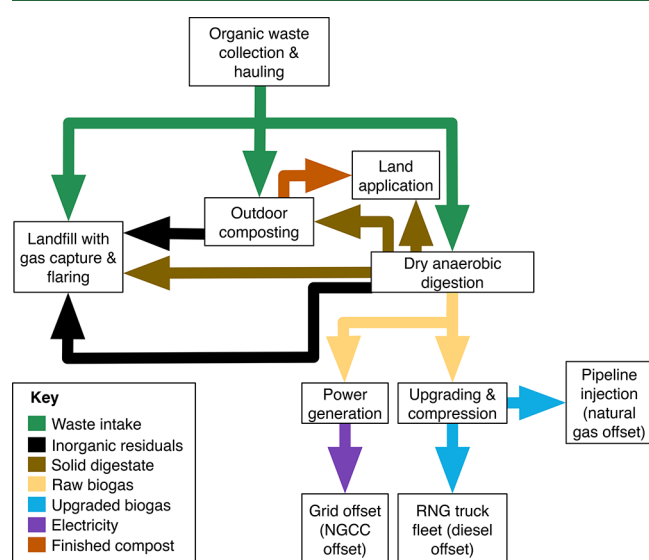 Organic waste
collection &
hauling
Land
application
Outdoor
composting
Landfill with
gas capture &
flaring
Dry anaerobic
digestion
Power
generation
Upgrading &
compression
Pipeline
injection
(natural
gas offset)
Grid offset
(NGCC
offset)
RNG truck
fleet (diesel
offset)
Key
Waste intake
Inorganic residuals
Solid digestate
Raw biogas
Upgraded biogas
Electricity
Finished compost